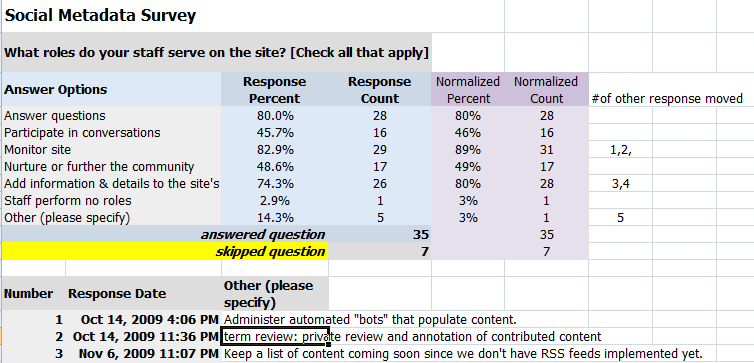 Social Metadata Survey
What roles do your staff serve on the site? [Check all that apply]
Answer Options Response Percent Response Count Normalized Percent Normalized Count #of other response moved
Answer questions 80.0% 28 80% 28
Participate in conversations 45.7% 16 46% 16
Monitor site 82.9% 29 89% 31 1,2,
Nurture or further the community 48.6% 17 49% 17
Add information & details to the site's 74.3% 26 80% 28 3,4
Staff perform no roles 2.9% 1 3% 1
Other (please specify) 14.3% 5 3% 1 5
answered question 35 35
skipped question 7 7
Number Response Date Other (please specify)
1 Oct 14, 2009 4:06 PM Administer automated "bots" that populate content.
2 Oct 14, 2009 11:36 PM term review: private review and annotation of contributed content
3 Nov 6, 2009 11:07 PM Keep a list of content coming soon since we don't have RSS feeds implemented yet.